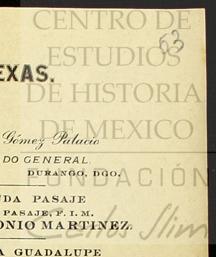 CENTRO DE
ESTUDIOS
63
EXAS.
DE HISTORIA
DE MEXICO
Gómez Palacio
DO GENERAL.
DURANGO, DGO.
FUNDACIÓN
UDA PASAJE
PASAJE, F. I. M.
ONIO MARTINEZ.
Carlos Slim
A GUADALUPE